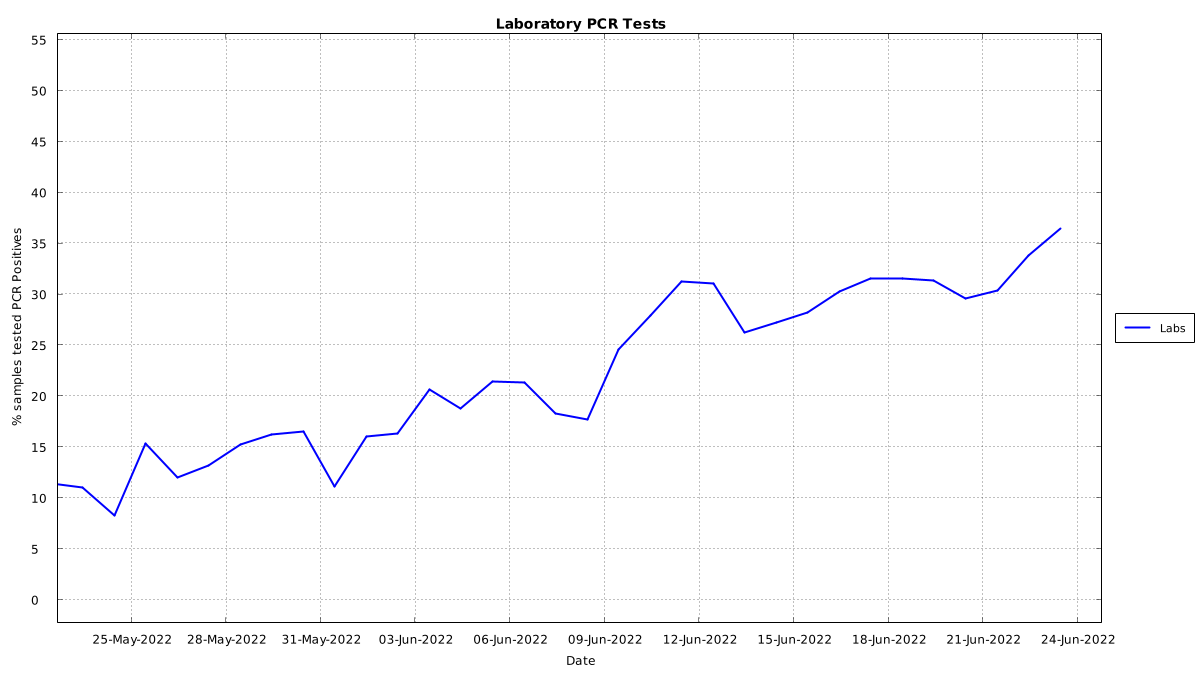 Laboratory PCR Tests
55
50
45
40
35
30
25
20
15
10
5
0
% samples tested PCR Positives
25-May-2022 28-May-2022 31-May-2022 03-Jun-2022 06-Jun-2022 09-Jun-2022 12-Jun-2022 15-Jun-2022 18-Jun-2022 21-Jun-2022 24-Jun-2022
Date
Labs